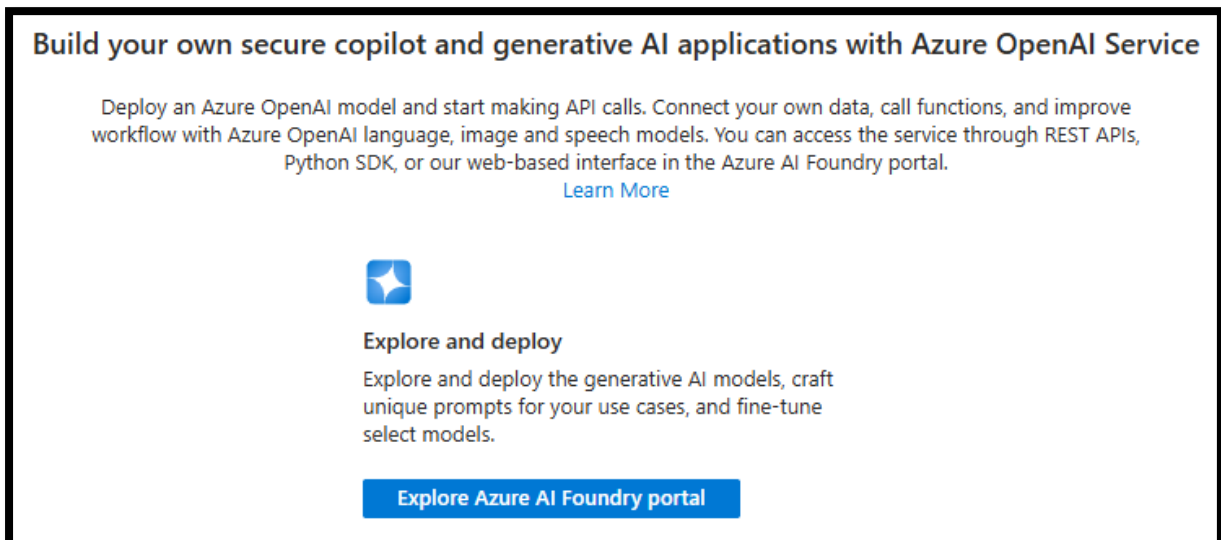 Build your own secure copilot and generative AI applications with Azure OpenAI Service
Deploy an Azure OpenAI model and start making API calls. Connect your own data, call functions, and improve
workflow with Azure OpenAI language, image and speech models. You can access the service through REST APIs,
Python SDK, or our web-based interface in the Azure AI Foundry portal.
Learn More
Explore and deploy
Explore and deploy the generative AI models, craft
unique prompts for your use cases, and fine-tune
select models.
Explore Azure AI Foundry portal